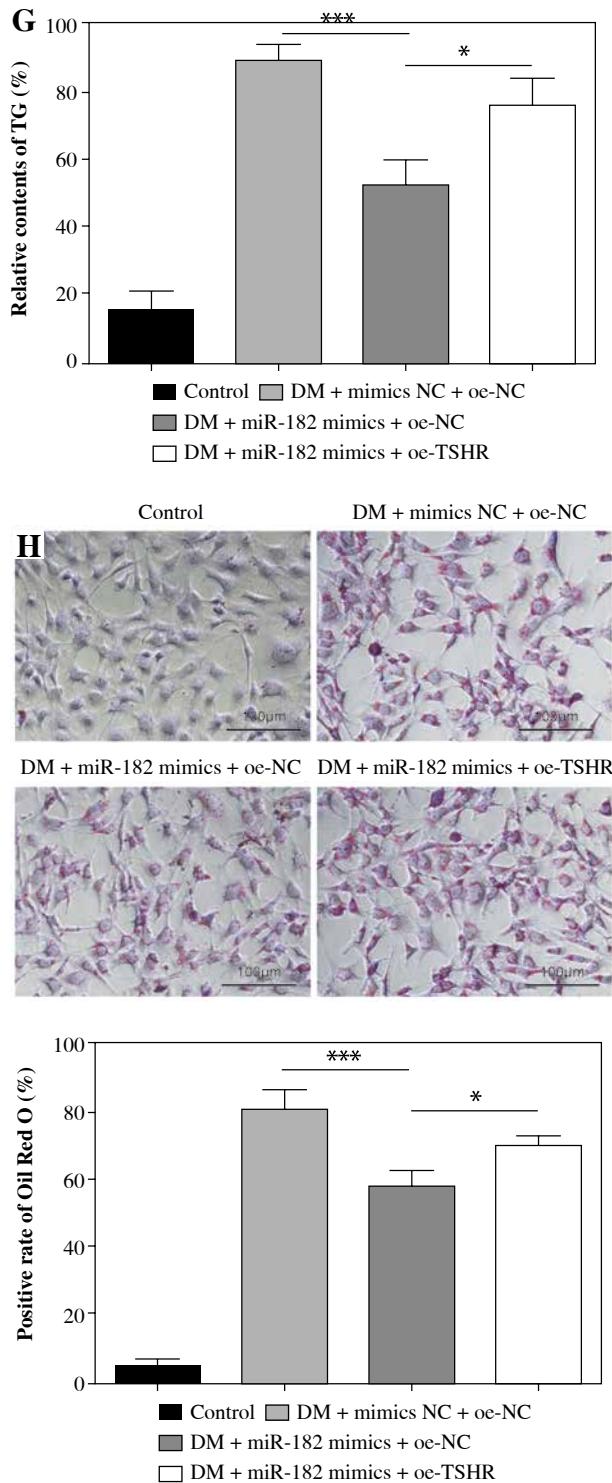 G
Relative contents of TG (%)
100
80
60
40
20
0
***
*
Control DM + mimics NC + oe-NC
DM + miR-182 mimics + oe-NC
DM + miR-182 mimics + oe-TSHR
H
Control DM + mimics NC + oe-NC
100µm 100µm
DM + miR-182 mimics + oe-NC DM + miR-182 mimics + oe-TSHR
100µm 100µm
Positive rate of Oil Red O (%)
100
80
60
40
20
0
***
*
Control DM + mimics NC + oe-NC
DM + miR-182 mimics + oe-NC
DM + miR-182 mimics + oe-TSHR